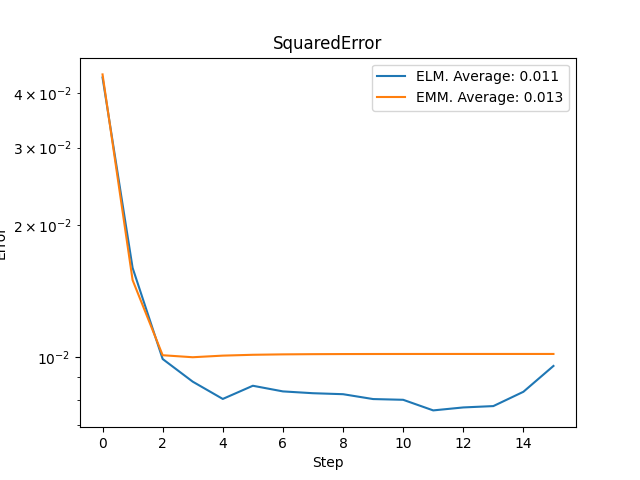 SquaredError
ELM. Average: 0.011
EMM. Average: 0.013
4 × 10⁻²
3 × 10⁻²
2 × 10⁻²
10⁻²
Error
0 2 4 6 8 10 12 14
Step